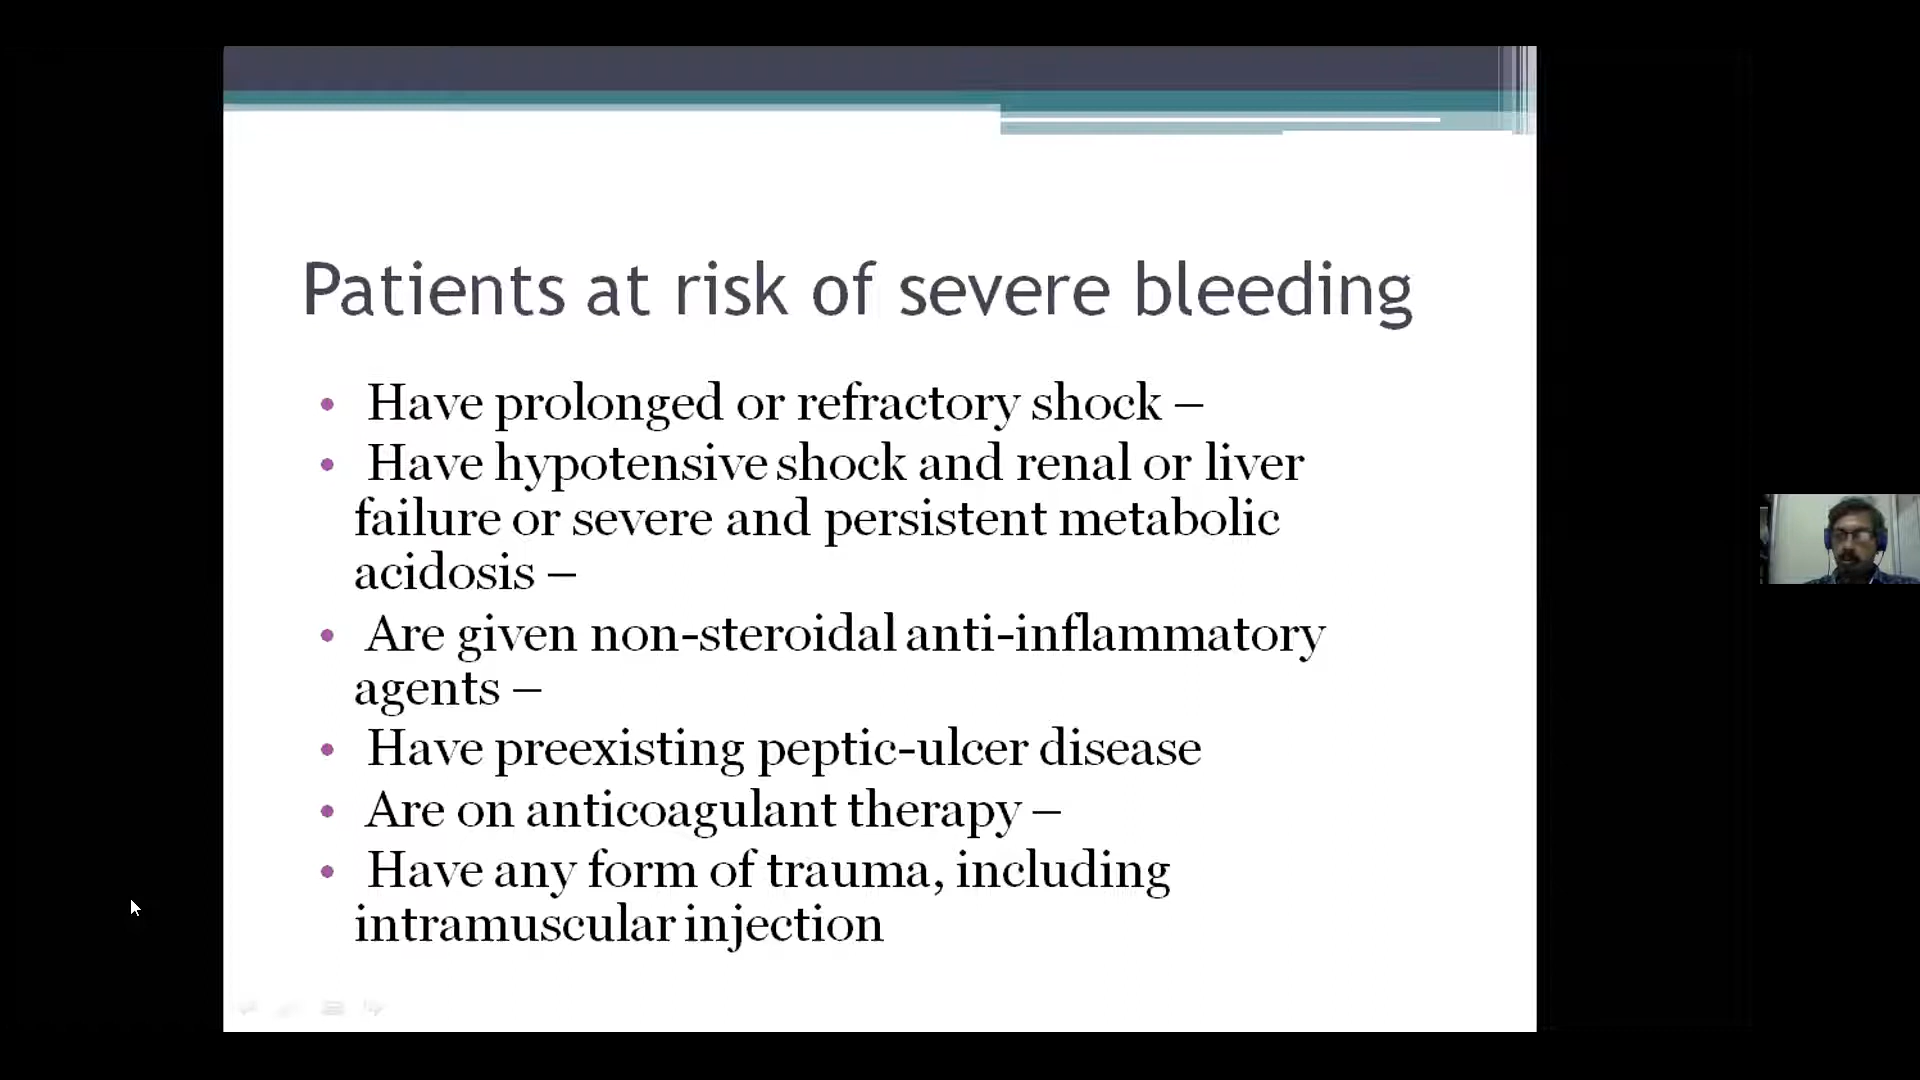 Patients at risk of severe bleeding
• Have prolonged or refractory shock –
• Have hypotensive shock and renal or liver
failure or severe and persistent metabolic
acidosis –
• Are given non-steroidal anti-inflammatory
agents –
• Have preexisting peptic-ulcer disease
• Are on anticoagulant therapy –
• Have any form of trauma, including
intramuscular injection